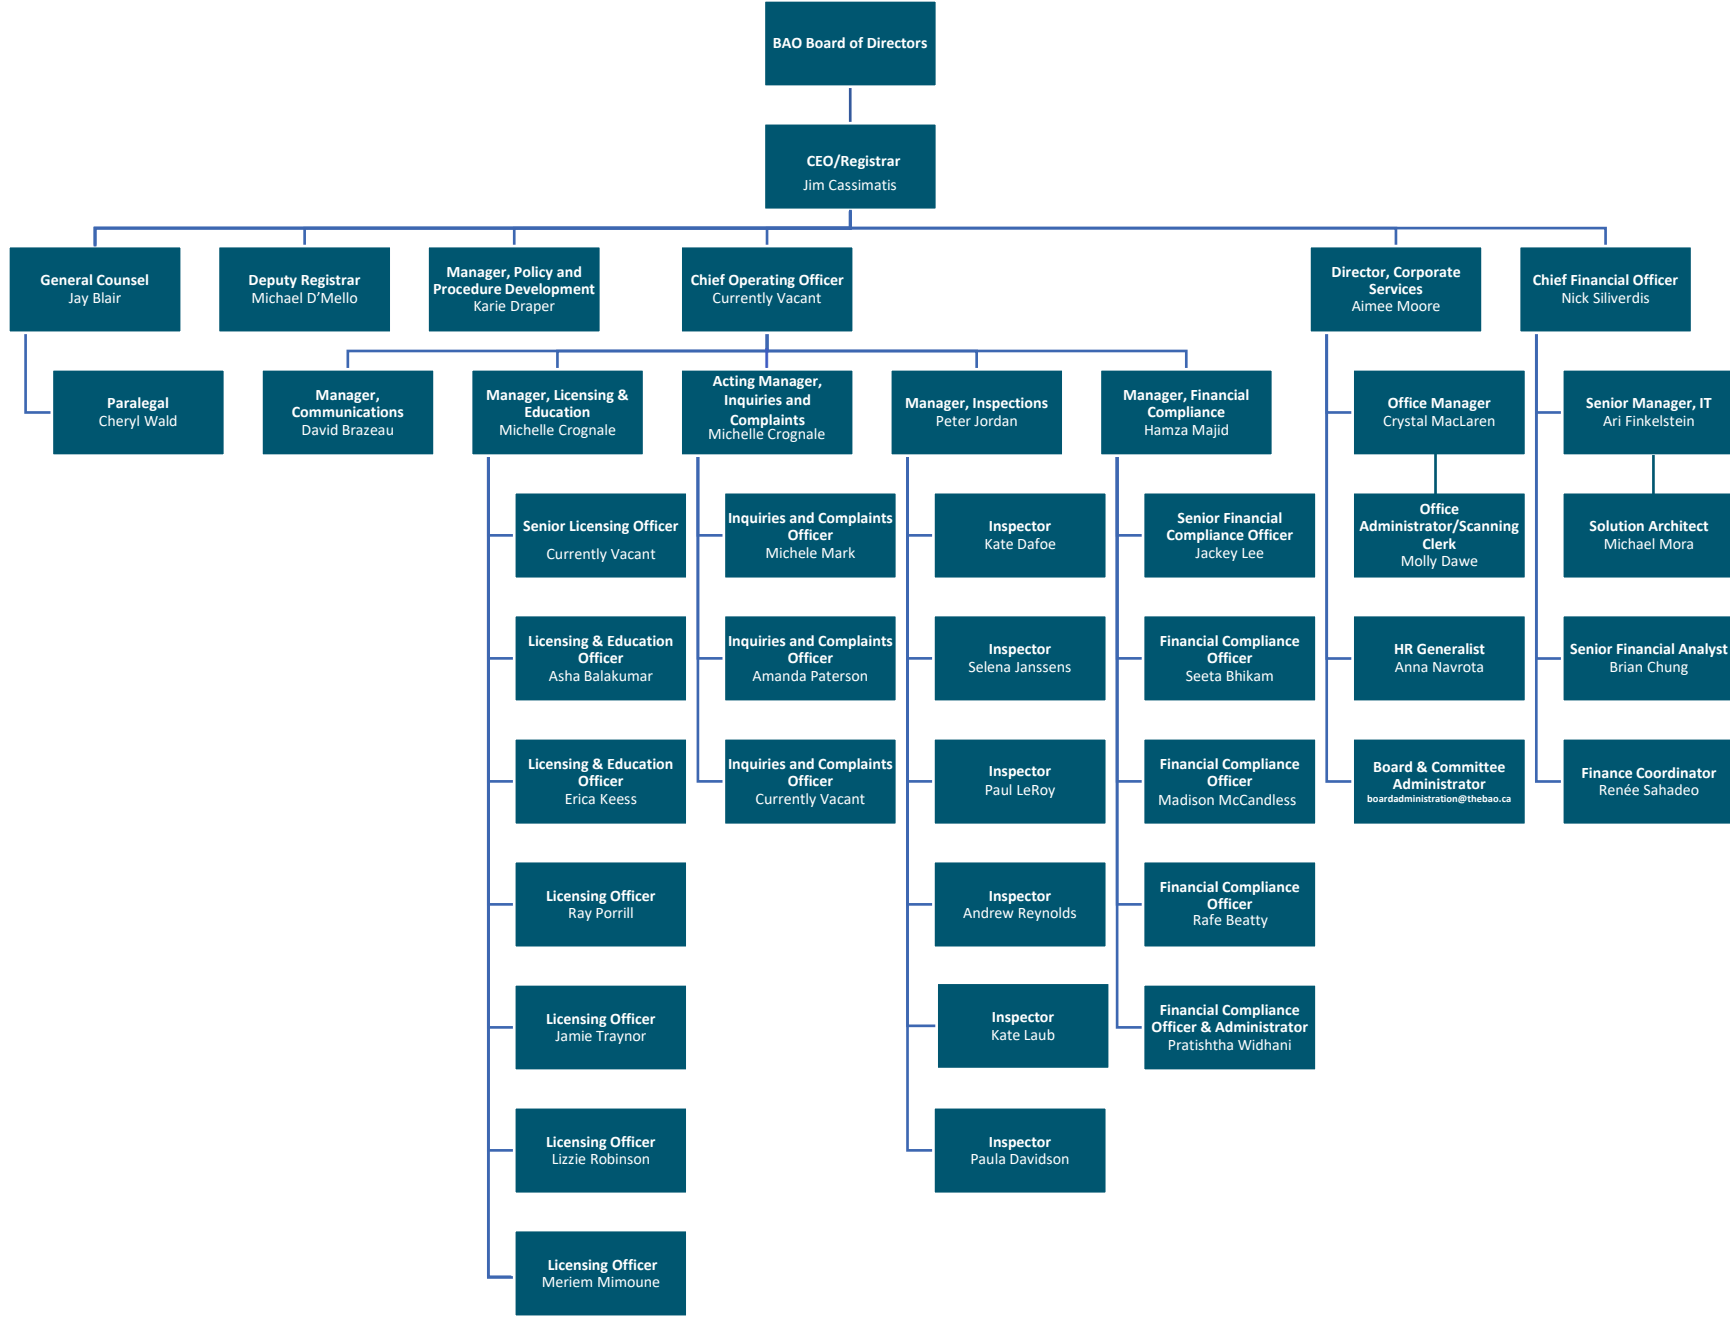 BAO Board of Directors
CEO/Registrar
Jim Cassimatis
General Counsel
Jay Blair
Deputy Registrar
Michael D’Mello
Manager, Policy and
Procedure Development
Karie Draper
Chief Operating Officer
Currently Vacant
Director, Corporate
Services
Aimee Moore
Chief Financial Officer
Nick Siliverdis
Paralegal
Cheryl Wald
Manager,
Communications
David Brazeau
Manager, Licensing &
Education
Michelle Crognale
Acting Manager,
Inquiries and
Complaints
Michelle Crognale
Manager, Inspections
Peter Jordan
Manager, Financial
Compliance
Hamza Majid
Office Manager
Crystal MacLaren
Senior Manager, IT
Ari Finkelstein
Senior Licensing Officer
Currently Vacant
Inquiries and Complaints
Officer
Michele Mark
Inspector
Kate Dafoe
Senior Financial
Compliance Officer
Jackey Lee
Office
Administrator/Scanning
Clerk
Molly Dawe
Solution Architect
Michael Mora
Licensing & Education
Officer
Asha Balakumar
Inquiries and Complaints
Officer
Amanda Paterson
Inspector
Selena Janssens
Financial Compliance
Officer
Seeta Bhikam
HR Generalist
Anna Navrota
Senior Financial Analyst
Brian Chung
Licensing & Education
Officer
Erica Keess
Inquiries and Complaints
Officer
Currently Vacant
Inspector
Paul LeRoy
Financial Compliance
Officer
Madison McCandless
Board & Committee
Administrator
boardadministration@thebao.ca
Finance Coordinator
Renée Sahadeo
Licensing Officer
Ray Porrill
Inspector
Andrew Reynolds
Financial Compliance
Officer
Rafe Beatty
Licensing Officer
Jamie Traynor
Inspector
Kate Laub
Financial Compliance
Officer & Administrator
Pratishtha Widhani
Licensing Officer
Lizzie Robinson
Inspector
Paula Davidson
Licensing Officer
Meriem Mimoune